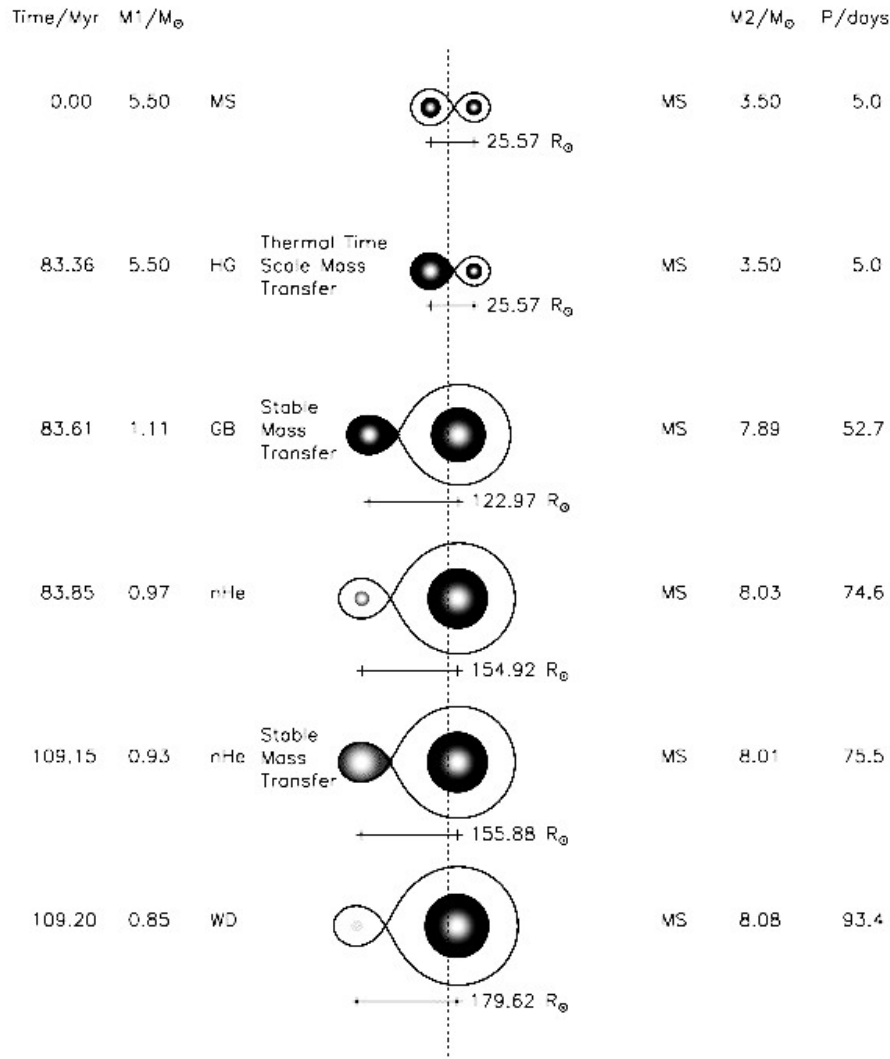 Time/Myr M1/M☉ M2/M☉ P/days
0.00 5.50 MS MS 3.50 5.0
25.57 R☉
Thermal Time
83.36 5.50 HG Scale Mass MS 3.50 5.0
Transfer
25.57 R☉
Stable
83.61 1.11 GB Mass MS 7.89 52.7
Transfer
122.97 R☉
83.85 0.97 nHe MS 8.03 74.6
154.92 R☉
Stable
109.15 0.93 nHe Mass MS 8.01 75.5
Transfer
155.88 R☉
109.20 0.85 WD MS 8.08 93.4
179.62 R☉